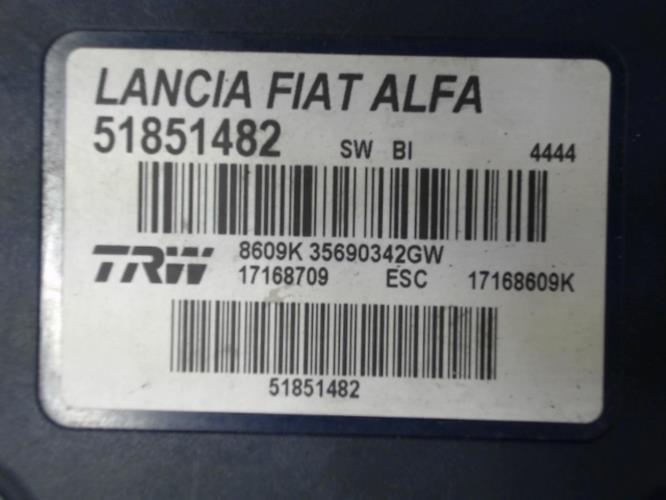 LANCIA FIAT ALFA
51851482 SW BI 4444
TRW 8609K 35690342GW
17168709 ESC 17168609K
51851482